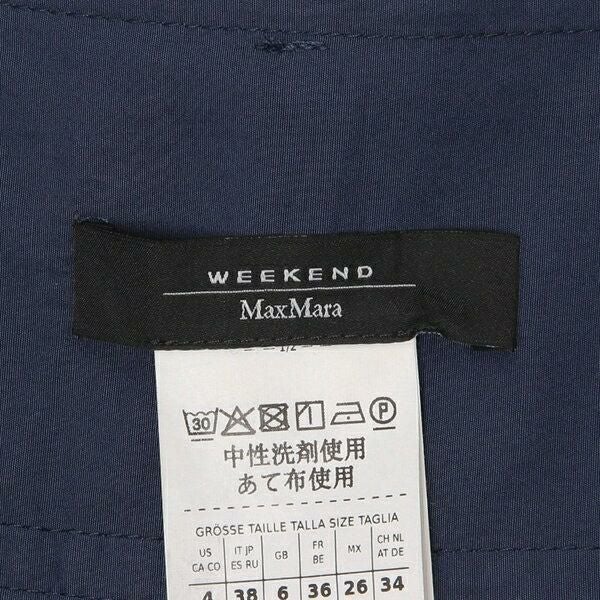 WEEKEND
MaxMara
1/2
30 P
中性洗剤使用
あて布使用
GRÖSSE TAILLE TALLA SIZE TAGLIA
US IT JP GB FR MX CH NL
CA CO ES RU BE AT DE
4 38 6 36 26 34